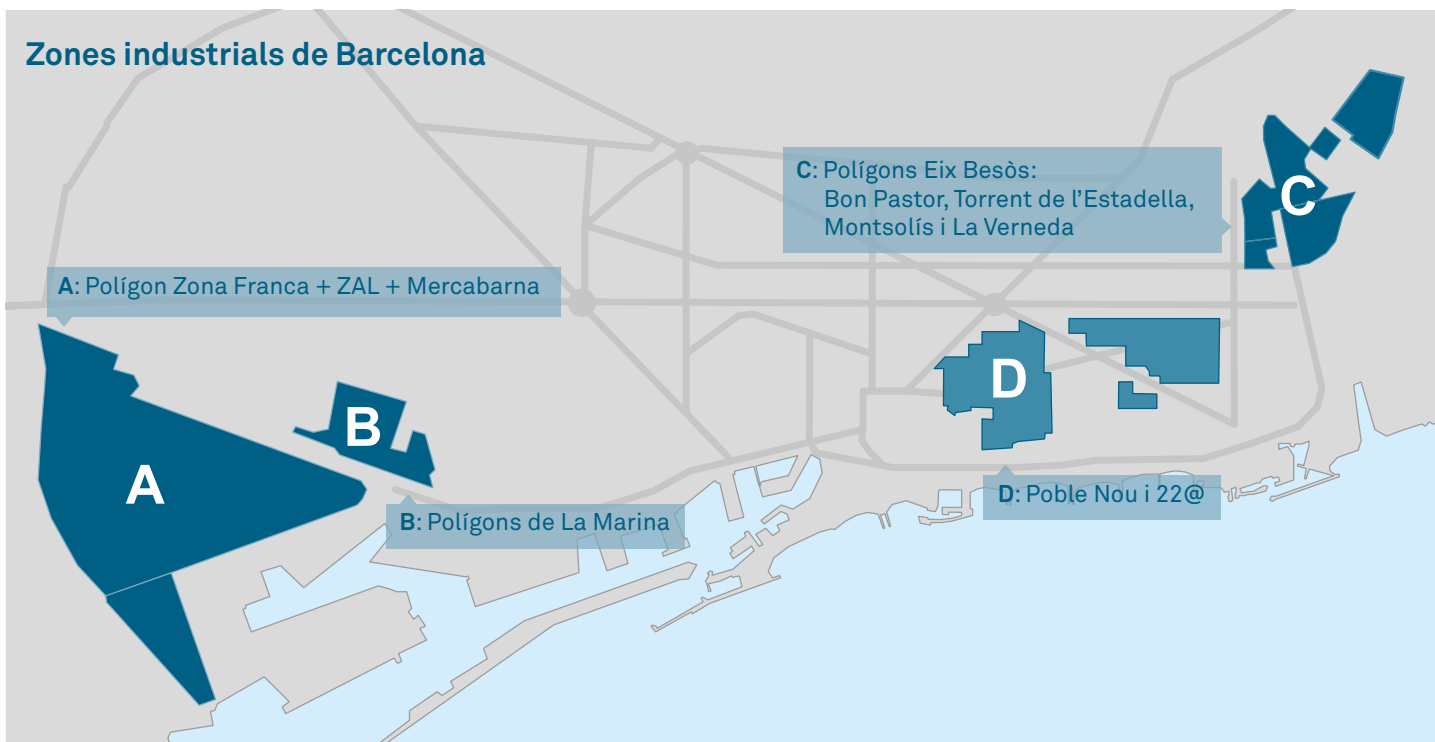 Zones industrials de Barcelona
C: Polígons Eix Besòs:
Bon Pastor, Torrent de l’Estadella,
Montsolís i La Verneda
C
A: Polígon Zona Franca + ZAL + Mercabarna
D
B
A
D: Poble Nou i 22@
B: Polígons de La Marina